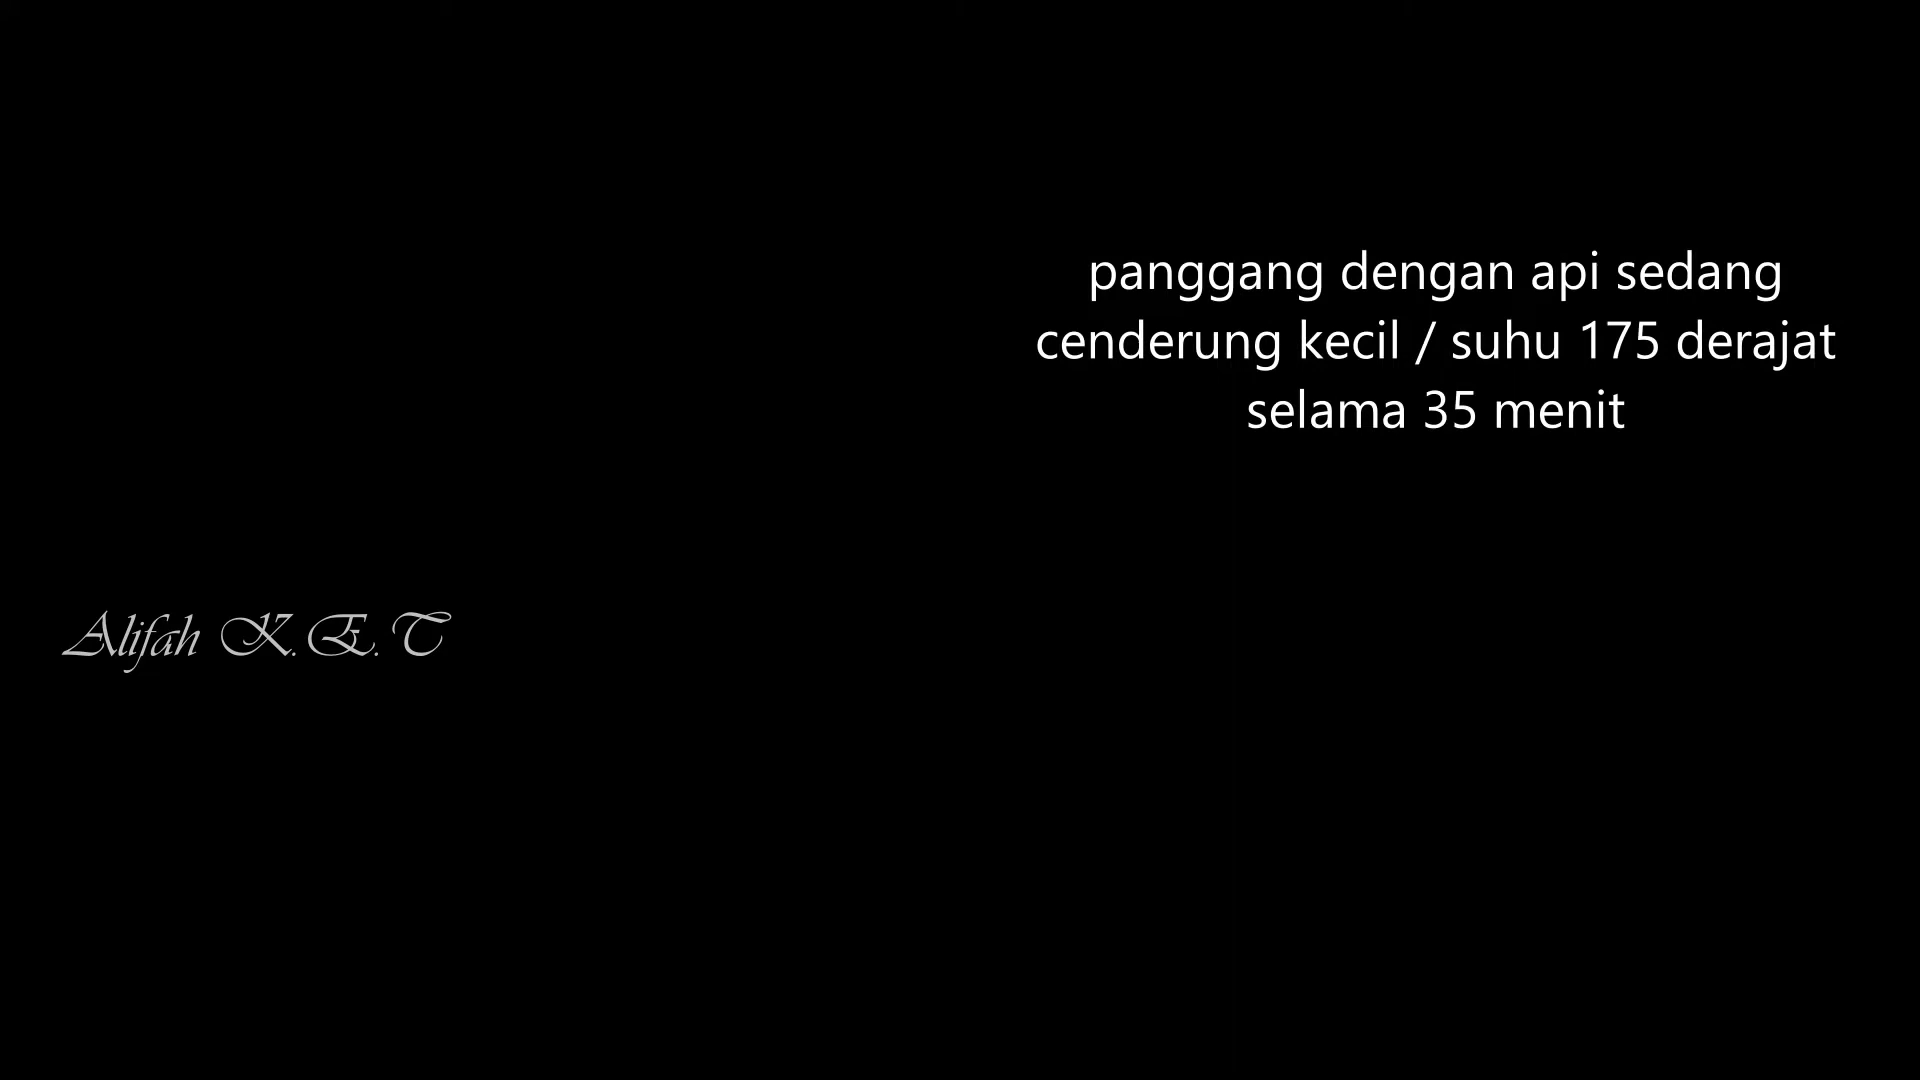 panggang dengan api sedang
cenderung kecil / suhu 175 derajat
selama 35 menit
Alifah K.E.T